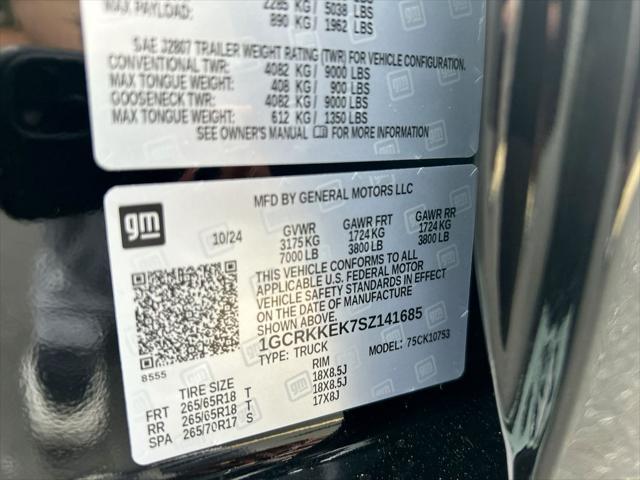 MAX PAYLOAD: 2285 KG/ 5038 LBS
890 KG/ 1962 LBS
SAE J2807 TRAILER WEIGHT RATING (TWR) FOR VEHICLE CONFIGURATION.
CONVENTIONAL TWR: 4082 KG/ 9000 LBS
MAX TONGUE WEIGHT: 408 KG/ 900 LBS
GOOSENECK TWR: 4082 KG/ 9000 LBS
MAX TONGUE WEIGHT: 612 KG/ 1350 LBS
SEE OWNER'S MANUAL FOR MORE INFORMATION
MFD BY GENERAL MOTORS LLC
gm
10/24 GVWR GAWR FRT GAWR RR
3175 KG 1724 KG 1724 KG
7000 LB 3800 LB 3800 LB
THIS VEHICLE CONFORMS TO ALL
APPLICABLE U.S. FEDERAL MOTOR
VEHICLE SAFETY STANDARDS IN EFFECT
ON THE DATE OF MANUFACTURE
SHOWN ABOVE.
1GCRKKEK7SZ141685
TYPE: TRUCK MODEL: 75CK10753
8555
TIRE SIZE RIM
FRT 265/65R18 T 18X8.5J
RR 265/65R18 T 18X8.5J
SPA 265/70R17 S 17X8J